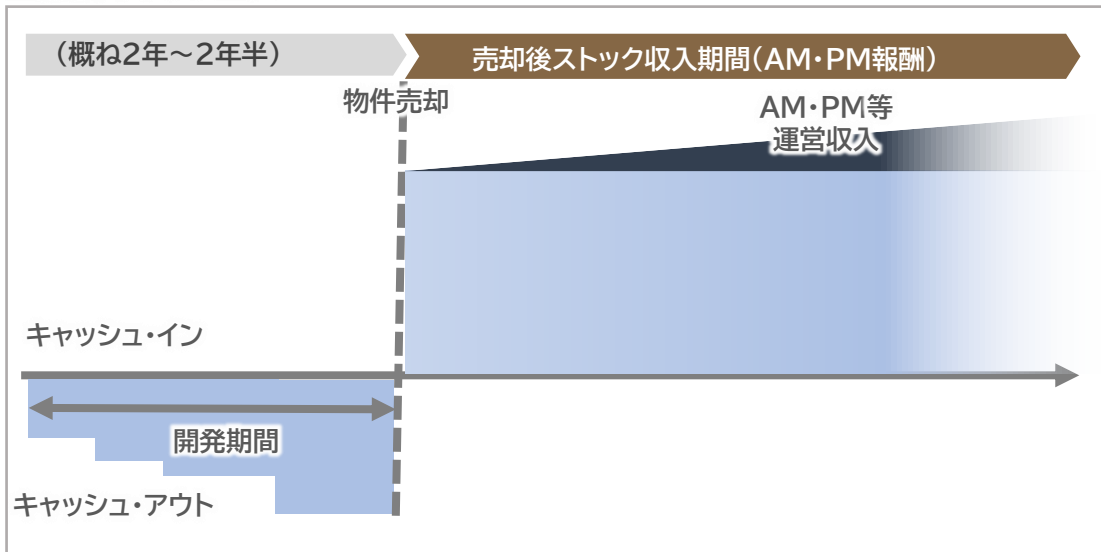 (概ね2年～2年半)
売却後ストック収入期間(AM・PM報酬)
物件売却
AM・PM等
運営収入
キャッシュ・イン
開発期間
キャッシュ・アウト